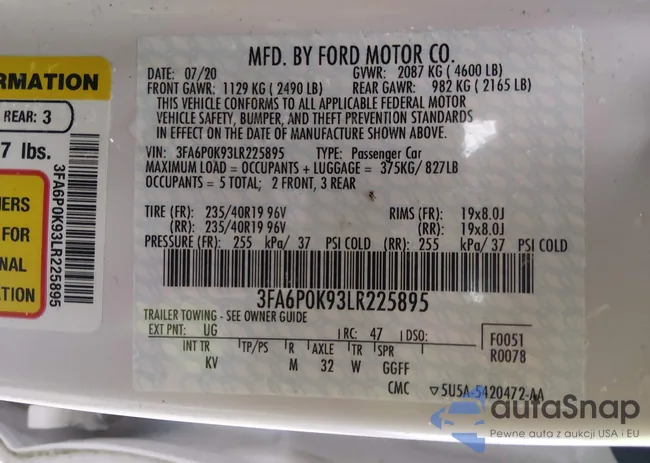 RMATION
REAR: 3
7 lbs.
3FA6P0K93LR225895
ERS
FOR
NAL
TION
MFD. BY FORD MOTOR CO.
DATE: 07/20 GVWR: 2087 KG ( 4600 LB)
FRONT GAWR: 1129 KG ( 2490 LB) REAR GAWR: 982 KG ( 2165 LB)
THIS VEHICLE CONFORMS TO ALL APPLICABLE FEDERAL MOTOR
VEHICLE SAFETY, BUMPER, AND THEFT PREVENTION STANDARDS
IN EFFECT ON THE DATE OF MANUFACTURE SHOWN ABOVE.
VIN: 3FA6P0K93LR225895 TYPE: Passenger Car
MAXIMUM LOAD = OCCUPANTS + LUGGAGE = 375KG/ 827LB
OCCUPANTS = 5 TOTAL; 2 FRONT, 3 REAR
TIRE (FR): 235/40R19 96V RIMS (FR): 19x8.0J
(RR): 235/40R19 96V (RR): 19x8.0J
PRESSURE (FR): 255 kPa/ 37 PSI COLD (RR): 255 kPa/ 37 PSI COLD
3FA6P0K93LR225895
TRAILER TOWING - SEE OWNER GUIDE
EXT PNT: UG RC: 47 DSO: F0051
R0078
INT TR TP/PS R AXLE TR SPR
KV M 32 W GGFF
CMC 5U5A-5420472-AA
autaSnap
Pewne auta z aukcji USA i EU